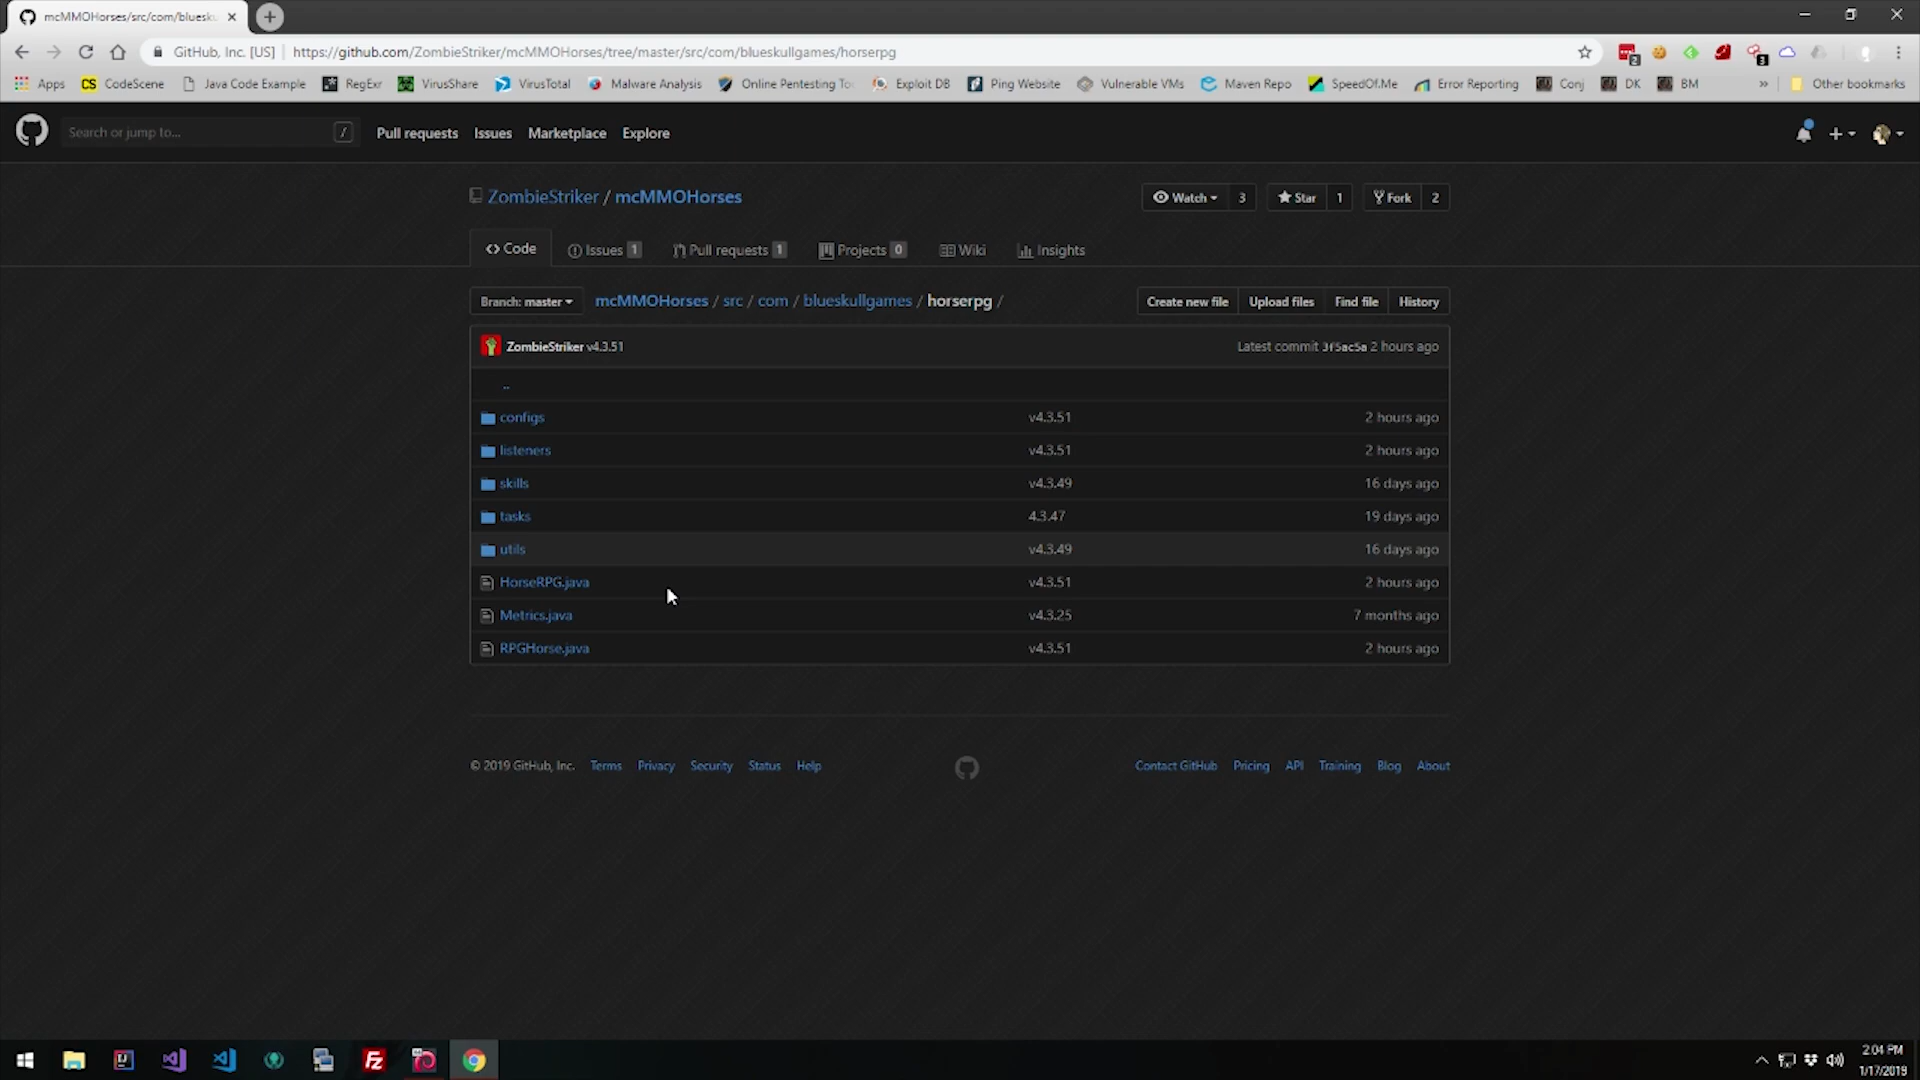 mcMMOHorses/src/com/bluesku
GitHub, Inc. [US] https://github.com/ZombieStriker/mcMMOHorses/tree/master/src/com/blueskullgames/horserpg
2
3
Apps CS CodeScene Java Code Example RegExr VirusShare VirusTotal Malware Analysis Online Pentesting To Exploit DB Ping Website Vulnerable VMs Maven Repo SpeedOf.Me Error Reporting Conj DK BM » Other bookmarks
Search or jump to... / Pull requests Issues Marketplace Explore
ZombieStriker / mcMMOHorses Watch 3 Star 1 Fork 2
Code Issues 1 Pull requests 1 Projects 0 Wiki Insights
Branch: master mcMMOHorses / src / com / blueskullgames / horserpg / Create new file Upload files Find file History
ZombieStriker v4.3.51 Latest commit 3f5ac5a 2 hours ago
..
configs v4.3.51 2 hours ago
listeners v4.3.51 2 hours ago
skills v4.3.49 16 days ago
tasks 4.3.47 19 days ago
utils v4.3.49 16 days ago
HorseRPG.java v4.3.51 2 hours ago
Metrics.java v4.3.25 7 months ago
RPGHorse.java v4.3.51 2 hours ago
© 2019 GitHub, Inc. Terms Privacy Security Status Help Contact GitHub Pricing API Training Blog About
2:04 PM
1/17/2019